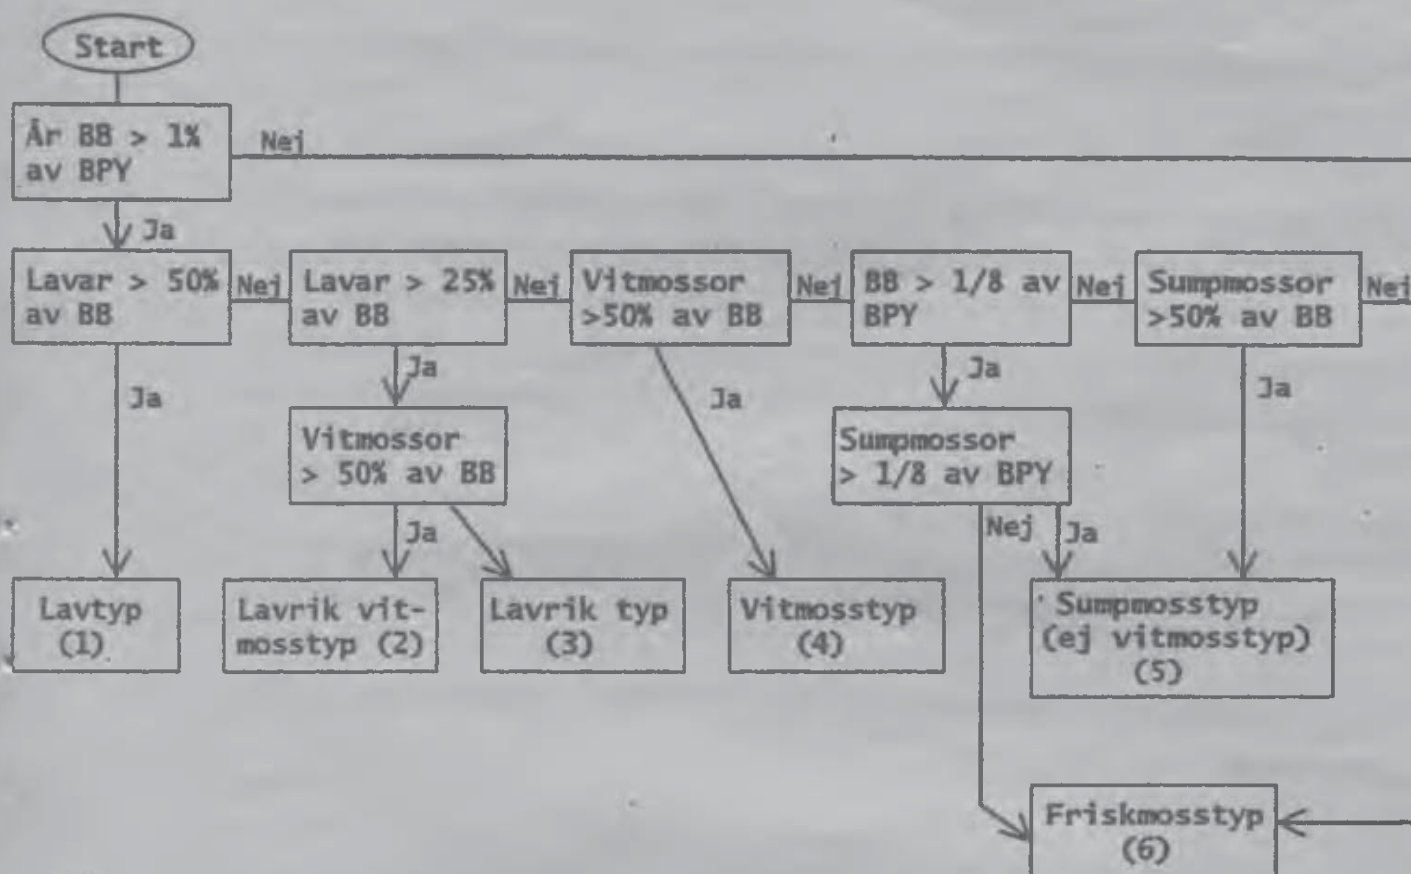 Start
Är BB > 1%
av BPY
Nej
Ja
Lavar > 50%
av BB
Nej
Lavar > 25%
av BB
Nej
Vitmossor
>50% av BB
Nej
BB > 1/8 av
BPY
Nej
Sumpmossor
>50% av BB
Nej
Ja
Ja
Ja
Ja
Ja
Vitmossor
> 50% av BB
Sumpmossor
> 1/8 av BPY
Ja
Nej
Ja
Lavtyp
(1)
Lavrik vit-
mosstyp (2)
Lavrik typ
(3)
Vitmosstyp
(4)
Sumpmosstyp
(ej vitmosstyp)
(5)
Friskmosstyp
(6)